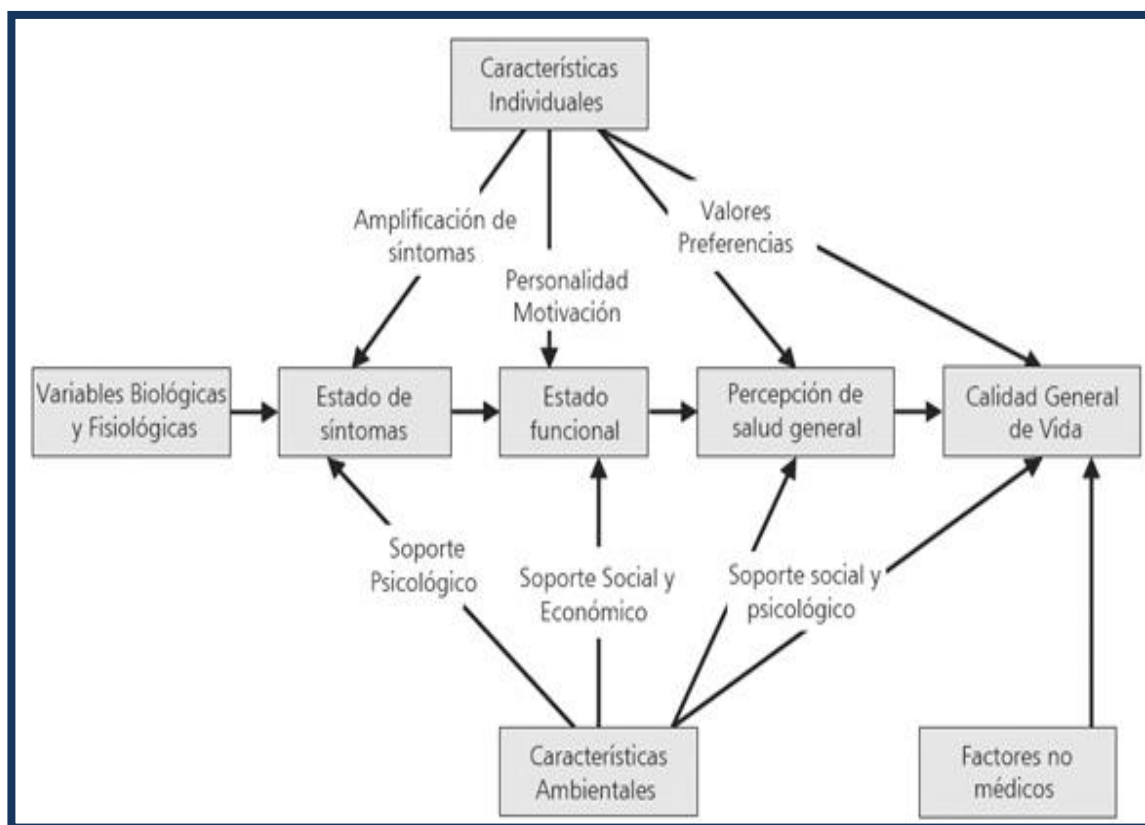 Características
Individuales
Amplificación de
síntomas
Valores
Preferencias
Personalidad
Motivación
Variables Biológicas
y Fisiológicas
Estado de
síntomas
Estado
funcional
Percepción de
salud general
Calidad General
de Vida
Soporte
Psicológico
Soporte Social y
Económico
Soporte social y
psicológico
Características
Ambientales
Factores no
médicos